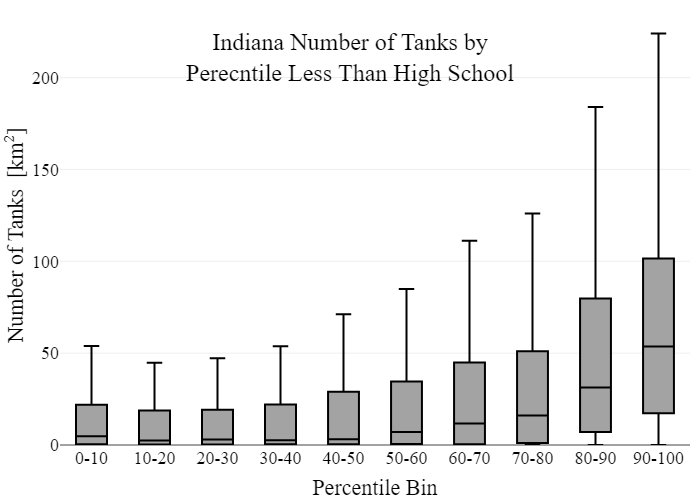 Indiana Number of Tanks by
Perecntile Less Than High School
Number of Tanks [km²]
200
150
100
50
0
0-10 10-20 20-30 30-40 40-50 50-60 60-70 70-80 80-90 90-100
Percentile Bin